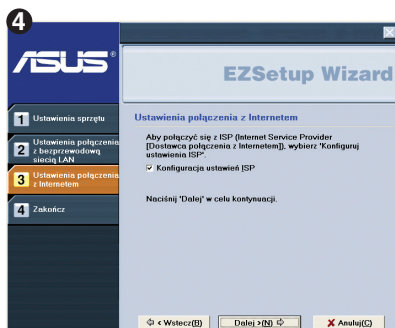 4
ASUS®
EZSetup Wizard
1 Ustawienia sprzętu
2 Ustawienia połączenia
z bezprzewodową
siecią LAN
3 Ustawienia połączenia
z Internetem
4 Zakończ
Ustawienia połączenia z Internetem
Aby połączyć się z ISP (Internet Service Provider
[Dostawca połączenia z Internetem]), wybierz 'Konfiguruj
ustawienia ISP'.
Konfiguracja ustawień ISP
Naciśnij 'Dalej' w celu kontynuacji.
< Wstecz(B)
Dalej >(N)
Anuluj(C)